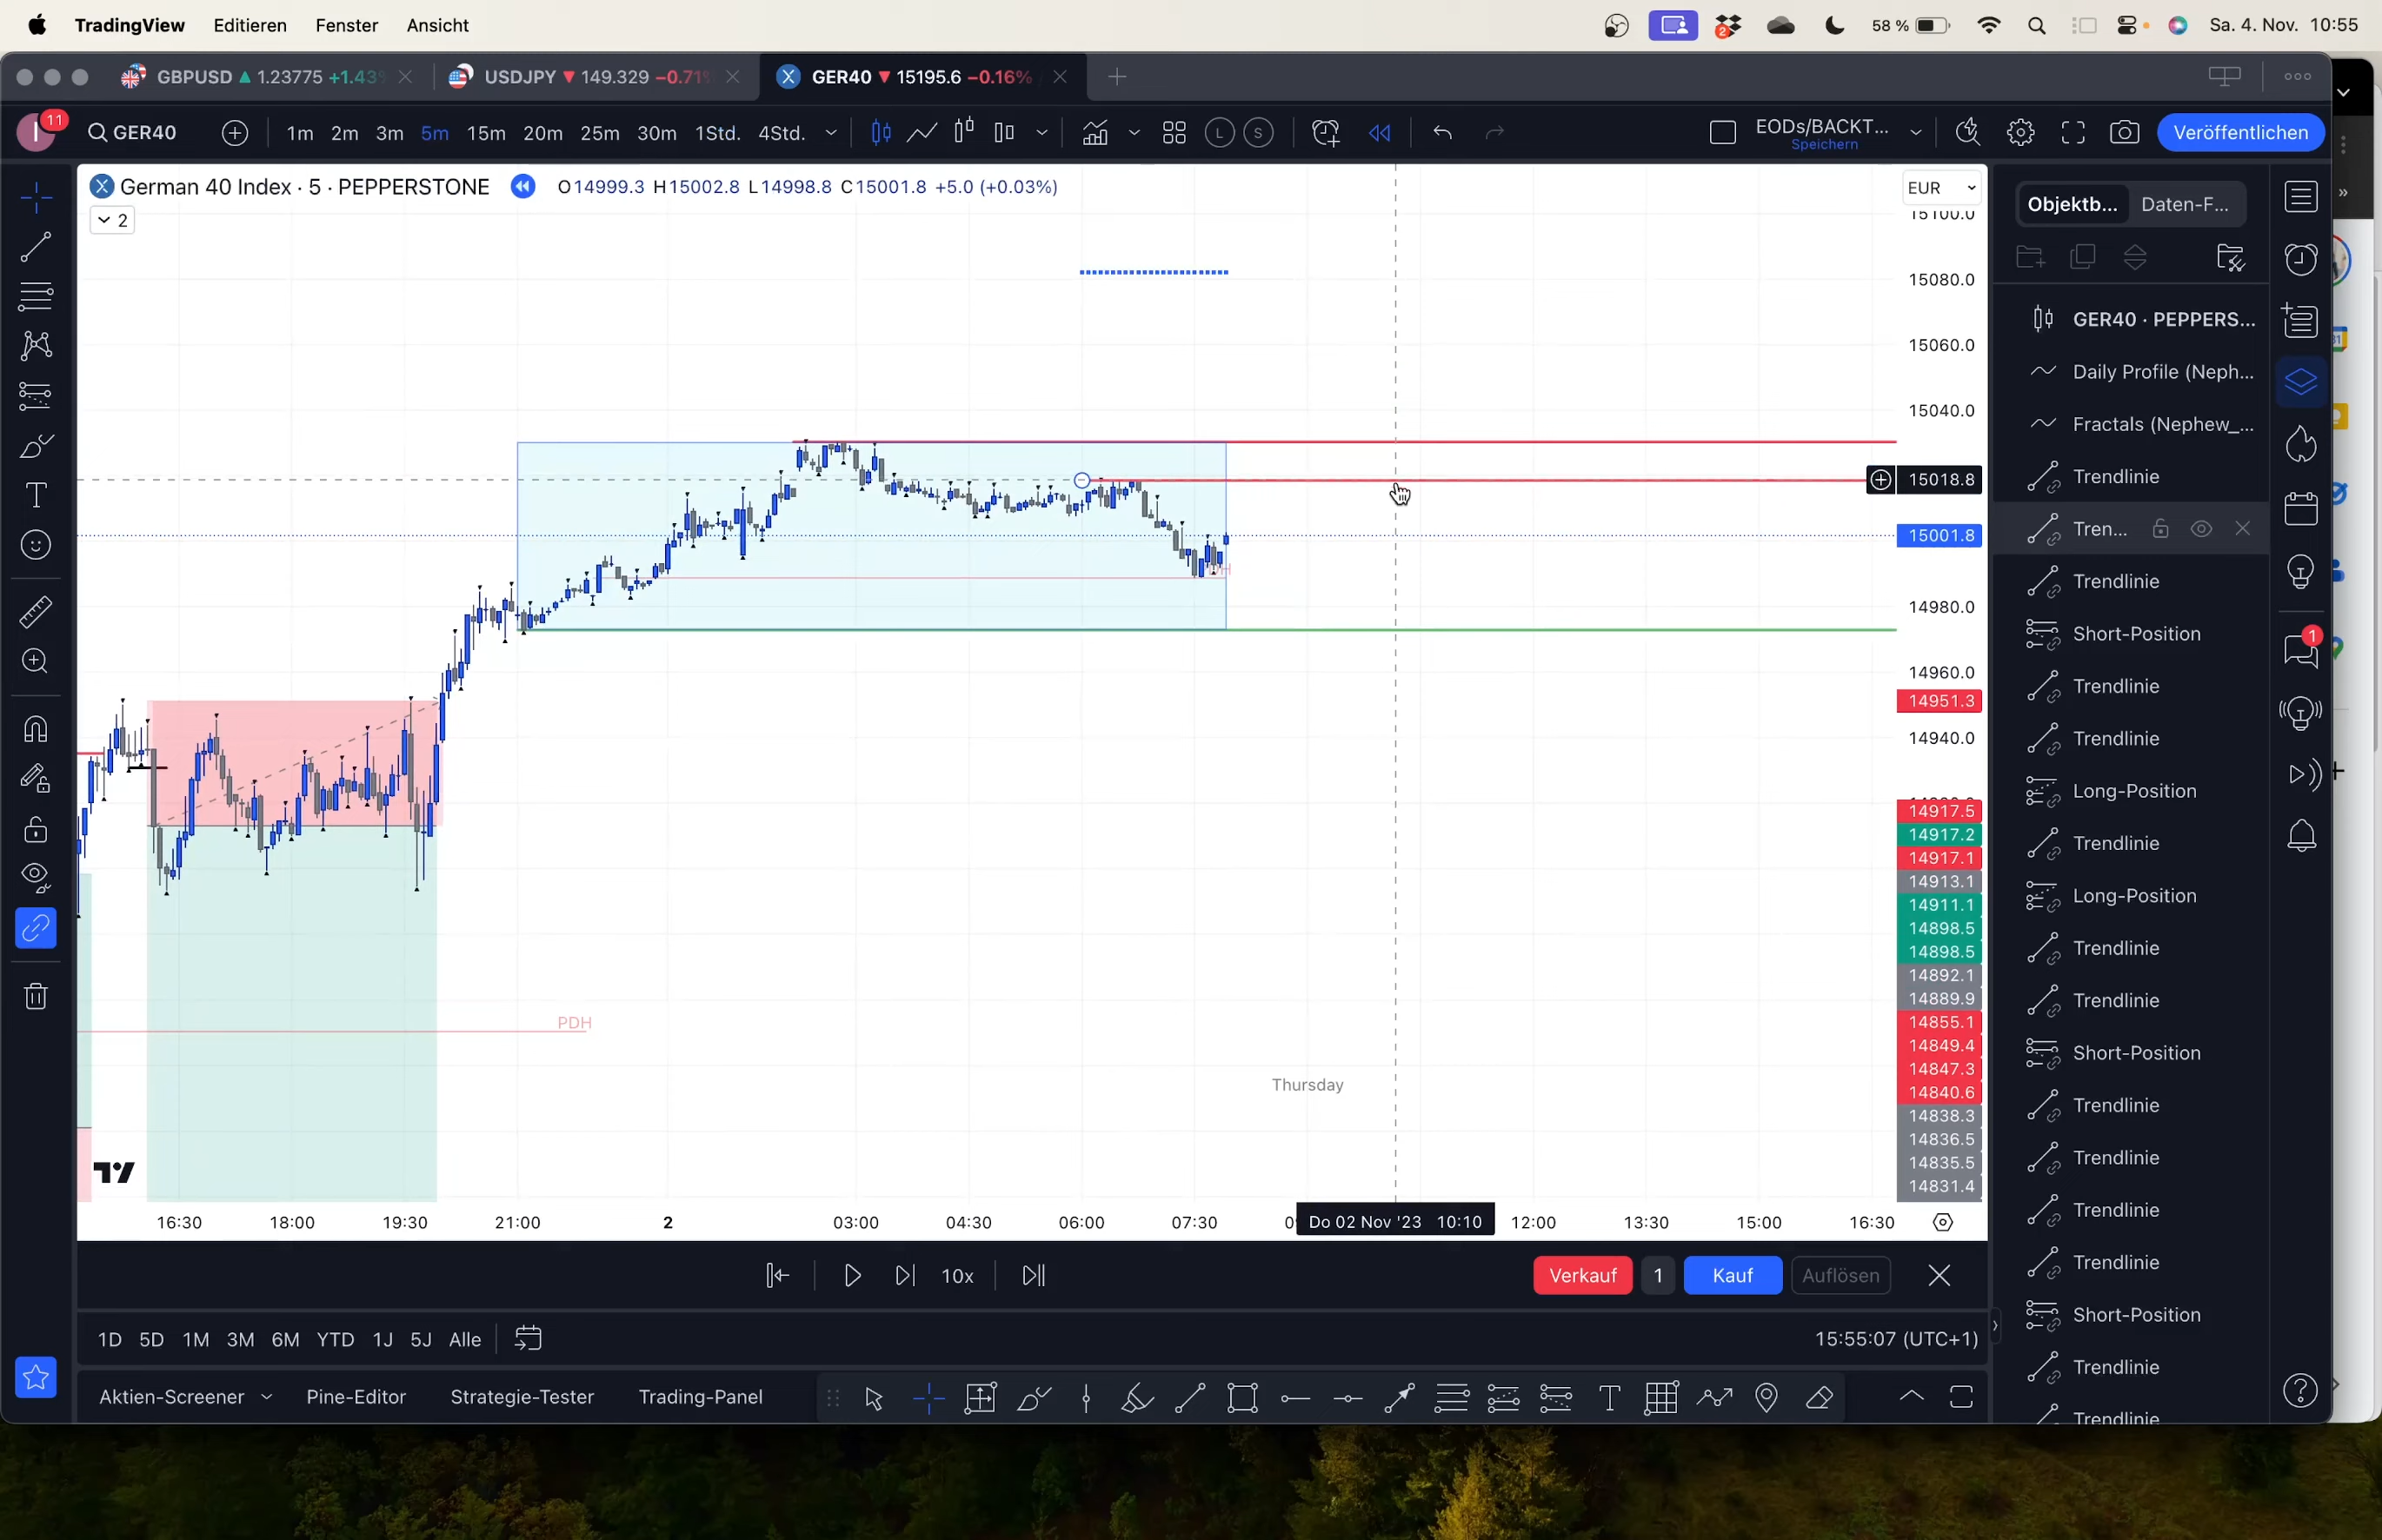 TradingView Editieren Fenster Ansicht 2 58 % Sa. 4. Nov. 10:55
GBPUSD ▲ 1.23775 +1.43% USDJPY ▼ 149.329 −0.71% GER40 ▼ 15195.6 −0.16%
11 GER40 1m 2m 3m 5m 15m 20m 25m 30m 1Std. 4Std. L S EODs/BACKT... Veröffentlichen
Speichern
German 40 Index · 5 · PEPPERSTONE O14999.3 H15002.8 L14998.8 C15001.8 +5.0 (+0.03%) EUR
2
15100.0
15080.0
15060.0
15040.0
15018.8
15001.8
14980.0
14960.0
14951.3
14940.0
14917.5
14917.2
14917.1
14913.1
14911.1
14898.5
14898.5
14892.1
14889.9
14855.1
14849.4
14847.3
14840.6
14838.3
14836.5
14835.5
14831.4
PDH
Thursday
16:30 18:00 19:30 21:00 2 03:00 04:30 06:00 07:30 Do 02 Nov '23 10:10 12:00 13:30 15:00 16:30
10x Verkauf 1 Kauf Auflösen
1D 5D 1M 3M 6M YTD 1J 5J Alle 15:55:07 (UTC+1)
Aktien-Screener Pine-Editor Strategie-Tester Trading-Panel
Objektb... Daten-F...
GER40 · PEPPERS...
Daily Profile (Neph...
Fractals (Nephew_...
Trendlinie
Tren...
Trendlinie
Short-Position
Trendlinie
Trendlinie
Long-Position
Trendlinie
Long-Position
Trendlinie
Trendlinie
Short-Position
Trendlinie
Trendlinie
Trendlinie
Trendlinie
Short-Position
Trendlinie
Trendlinie
1